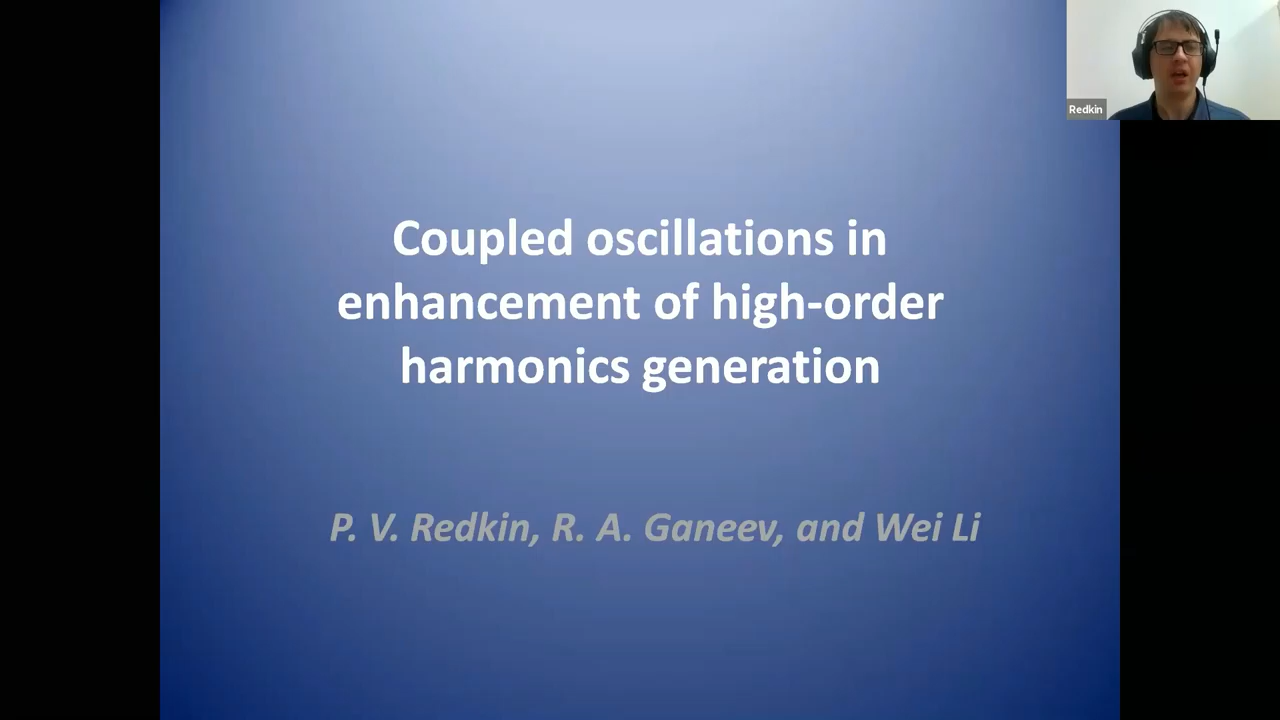 Redkin
Coupled oscillations in
enhancement of high-order
harmonics generation
P. V. Redkin, R. A. Ganeev, and Wei Li